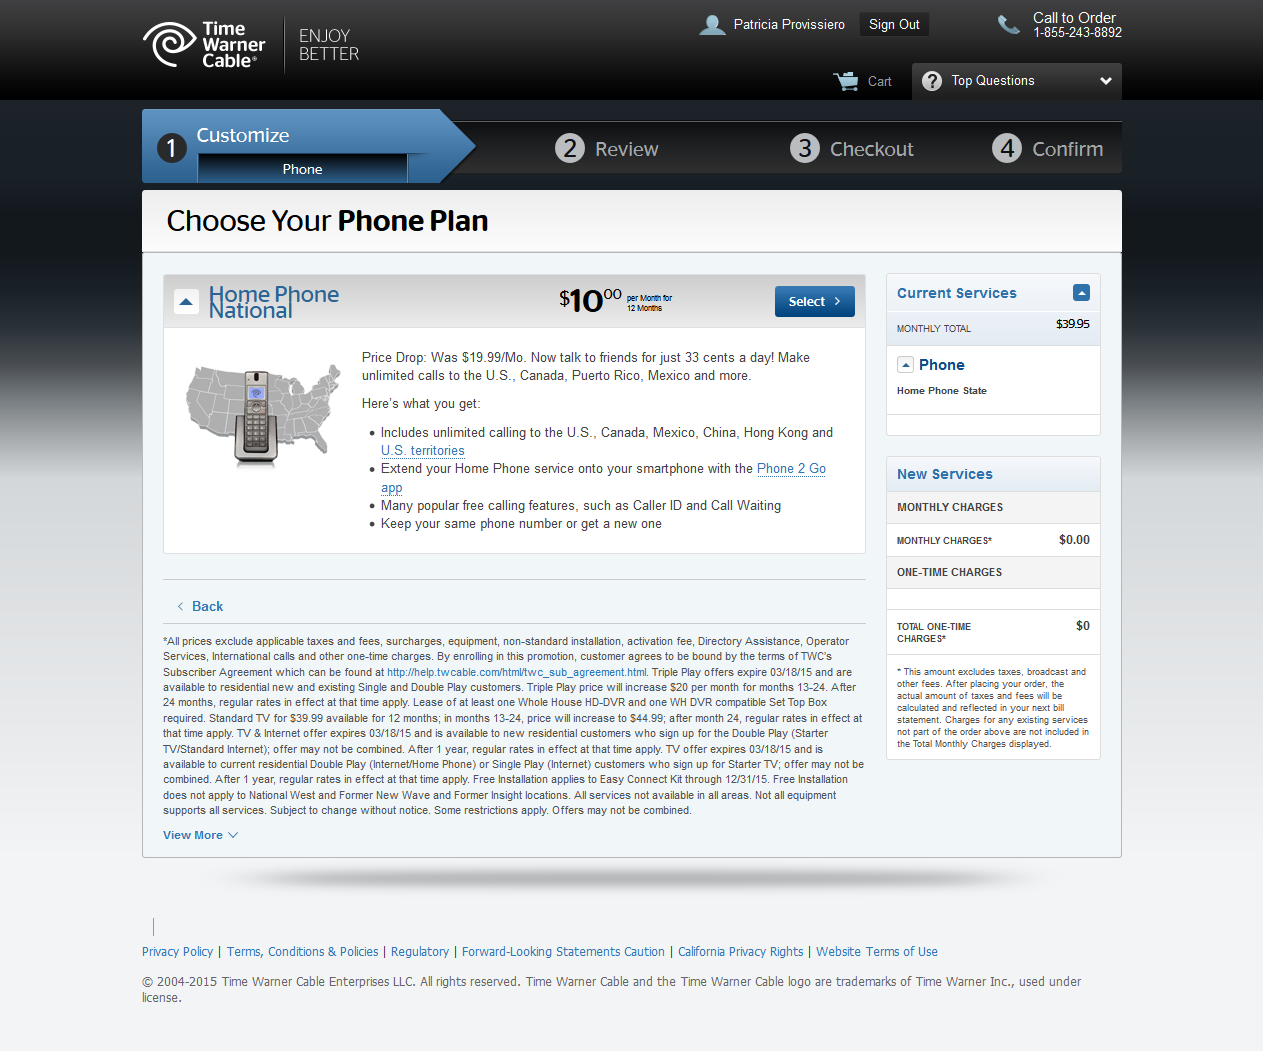 Time
Warner
Cable®
ENJOY
BETTER
Patricia Provissiero
Sign Out
Call to Order
1-855-243-8892
Cart
? Top Questions
1 Customize
Phone
2 Review
3 Checkout
4 Confirm
Choose Your Phone Plan
Home Phone
National
$10 00 per Month for
12 Months
Select
Price Drop: Was $19.99/Mo. Now talk to friends for just 33 cents a day! Make
unlimited calls to the U.S., Canada, Puerto Rico, Mexico and more.
Here's what you get:
• Includes unlimited calling to the U.S., Canada, Mexico, China, Hong Kong and
U.S. territories
• Extend your Home Phone service onto your smartphone with the Phone 2 Go
app
• Many popular free calling features, such as Caller ID and Call Waiting
• Keep your same phone number or get a new one
Back
*All prices exclude applicable taxes and fees, surcharges, equipment, non-standard installation, activation fee, Directory Assistance, Operator
Services, International calls and other one-time charges. By enrolling in this promotion, customer agrees to be bound by the terms of TWC's
Subscriber Agreement which can be found at http://help.twcable.com/html/twc_sub_agreement.html. Triple Play offers expire 03/18/15 and are
available to residential new and existing Single and Double Play customers. Triple Play price will increase $20 per month for months 13-24. After
24 months, regular rates in effect at that time apply. Lease of at least one Whole House HD-DVR and one WH DVR compatible Set Top Box
required. Standard TV for $39.99 available for 12 months; in months 13-24, price will increase to $44.99; after month 24, regular rates in effect at
that time apply. TV & Internet offer expires 03/18/15 and is available to new residential customers who sign up for the Double Play (Starter
TV/Standard Internet); offer may not be combined. After 1 year, regular rates in effect at that time apply. TV offer expires 03/18/15 and is
available to current residential Double Play (Internet/Home Phone) or Single Play (Internet) customers who sign up for Starter TV; offer may not be
combined. After 1 year, regular rates in effect at that time apply. Free Installation applies to Easy Connect Kit through 12/31/15. Free Installation
does not apply to National West and Former New Wave and Former Insight locations. All services not available in all areas. Not all equipment
supports all services. Subject to change without notice. Some restrictions apply. Offers may not be combined.
View More
Current Services
MONTHLY TOTAL $39.95
Phone
Home Phone State
New Services
MONTHLY CHARGES
MONTHLY CHARGES* $0.00
ONE-TIME CHARGES
TOTAL ONE-TIME $0
CHARGES*
* This amount excludes taxes, broadcast and
other fees. After placing your order, the
actual amount of taxes and fees will be
calculated and reflected in your next bill
statement. Charges for any existing services
not part of the order above are not included in
the Total Monthly Charges displayed.
Privacy Policy | Terms, Conditions & Policies | Regulatory | Forward-Looking Statements Caution | California Privacy Rights | Website Terms of Use
© 2004-2015 Time Warner Cable Enterprises LLC. All rights reserved. Time Warner Cable and the Time Warner Cable logo are trademarks of Time Warner Inc., used under
license.